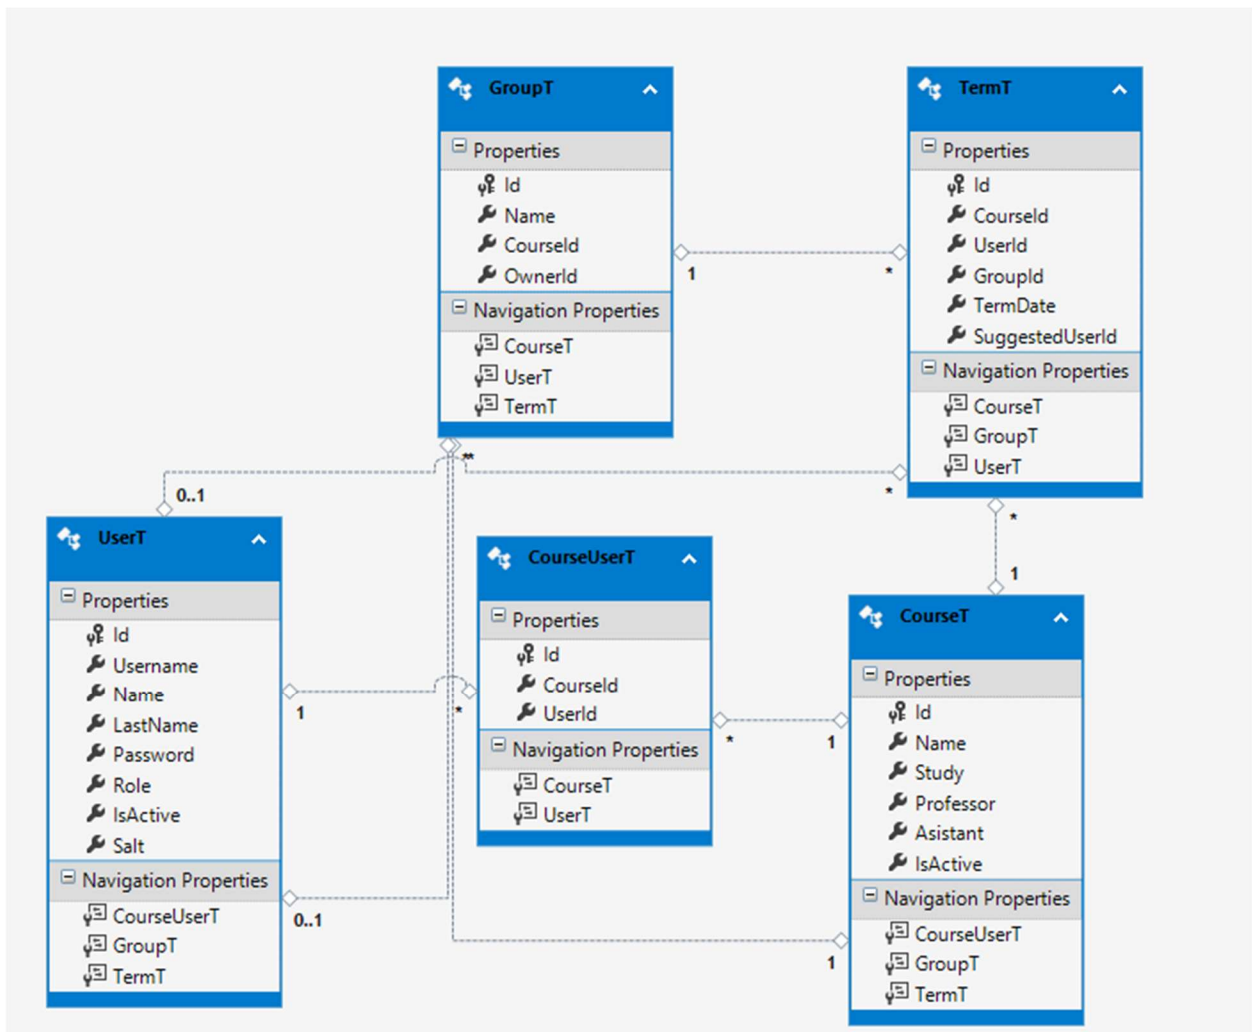 GroupT
Properties
Id
Name
CourseId
OwnerId
Navigation Properties
CourseT
UserT
TermT
TermT
Properties
Id
CourseId
UserId
GroupId
TermDate
SuggestedUserId
Navigation Properties
CourseT
GroupT
UserT
1
*
**
0..1
*
*
1
UserT
Properties
Id
Username
Name
LastName
Password
Role
IsActive
Salt
Navigation Properties
CourseUserT
GroupT
TermT
1
*
0..1
CourseUserT
Properties
Id
CourseId
UserId
Navigation Properties
CourseT
UserT
*
1
CourseT
Properties
Id
Name
Study
Professor
Asistant
IsActive
Navigation Properties
CourseUserT
GroupT
TermT
1